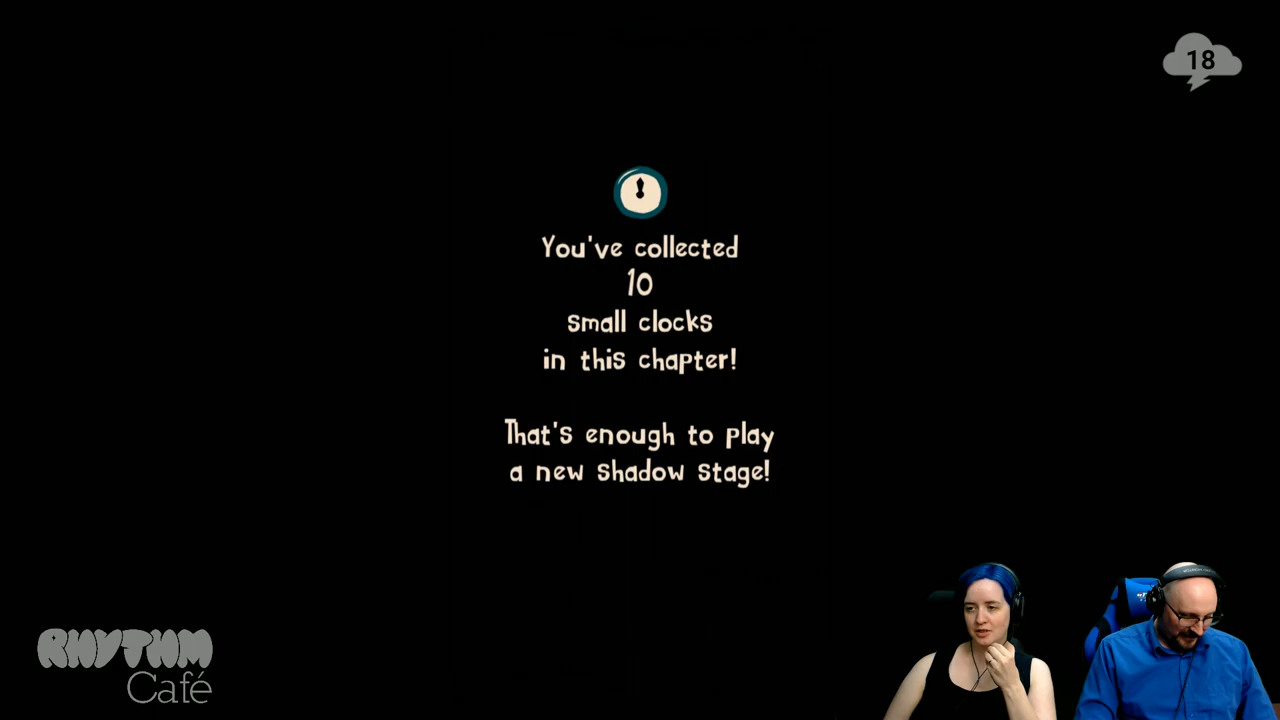 18
You've collected
10
small clocks
in this chapter!
That's enough to play
a new shadow stage!
RHYTHM
Café